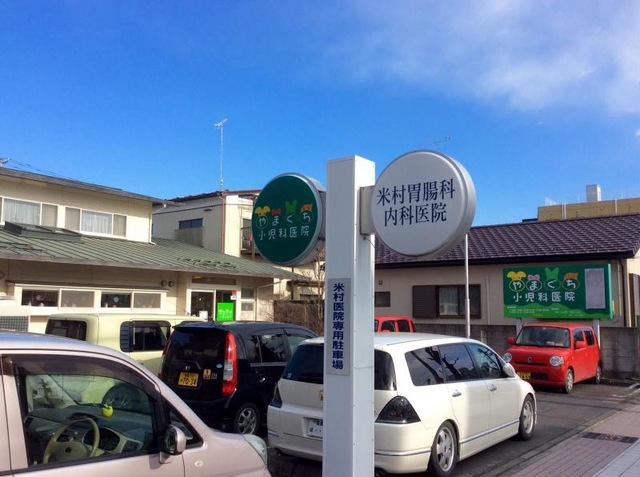 やまぐち
小児科医院
米村胃腸科
内科医院
米村医院専用駐車場
やまぐち
小児科医院